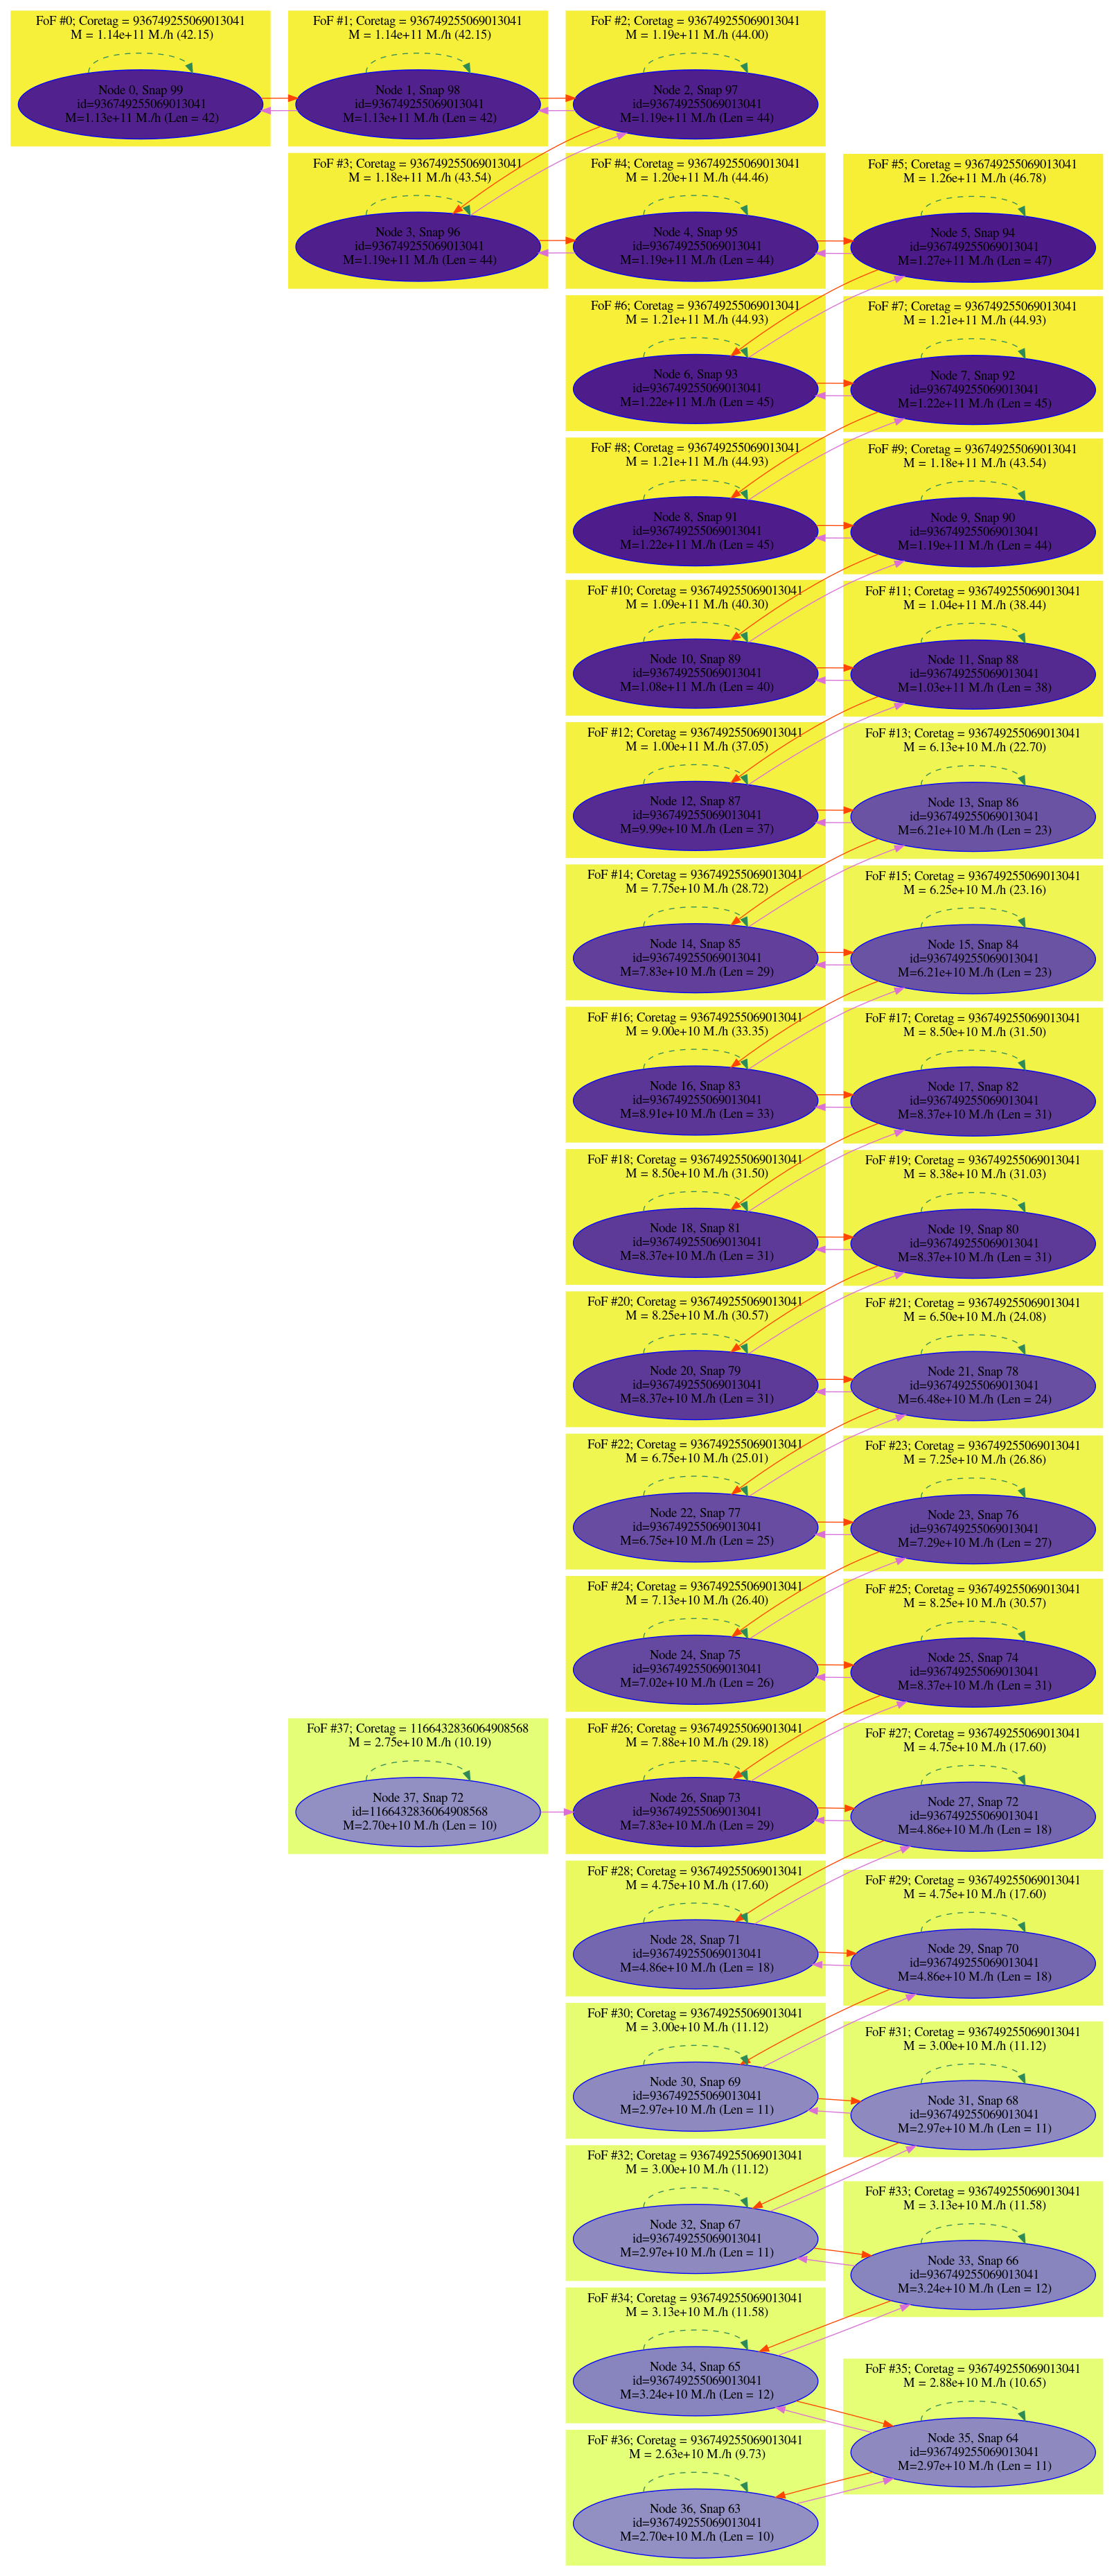 FoF #0; Coretag = 936749255069013041
M = 1.14e+11 M./h (42.15)
Node 0, Snap 99
id=936749255069013041
M=1.13e+11 M./h (Len = 42)
FoF #1; Coretag = 936749255069013041
M = 1.14e+11 M./h (42.15)
Node 1, Snap 98
id=936749255069013041
M=1.13e+11 M./h (Len = 42)
FoF #2; Coretag = 936749255069013041
M = 1.19e+11 M./h (44.00)
Node 2, Snap 97
id=936749255069013041
M=1.19e+11 M./h (Len = 44)
FoF #3; Coretag = 936749255069013041
M = 1.18e+11 M./h (43.54)
Node 3, Snap 96
id=936749255069013041
M=1.19e+11 M./h (Len = 44)
FoF #4; Coretag = 936749255069013041
M = 1.20e+11 M./h (44.46)
Node 4, Snap 95
id=936749255069013041
M=1.19e+11 M./h (Len = 44)
FoF #5; Coretag = 936749255069013041
M = 1.26e+11 M./h (46.78)
Node 5, Snap 94
id=936749255069013041
M=1.27e+11 M./h (Len = 47)
FoF #6; Coretag = 936749255069013041
M = 1.21e+11 M./h (44.93)
Node 6, Snap 93
id=936749255069013041
M=1.22e+11 M./h (Len = 45)
FoF #7; Coretag = 936749255069013041
M = 1.21e+11 M./h (44.93)
Node 7, Snap 92
id=936749255069013041
M=1.22e+11 M./h (Len = 45)
FoF #8; Coretag = 936749255069013041
M = 1.21e+11 M./h (44.93)
Node 8, Snap 91
id=936749255069013041
M=1.22e+11 M./h (Len = 45)
FoF #9; Coretag = 936749255069013041
M = 1.18e+11 M./h (43.54)
Node 9, Snap 90
id=936749255069013041
M=1.19e+11 M./h (Len = 44)
FoF #10; Coretag = 936749255069013041
M = 1.09e+11 M./h (40.30)
Node 10, Snap 89
id=936749255069013041
M=1.08e+11 M./h (Len = 40)
FoF #11; Coretag = 936749255069013041
M = 1.04e+11 M./h (38.44)
Node 11, Snap 88
id=936749255069013041
M=1.03e+11 M./h (Len = 38)
FoF #12; Coretag = 936749255069013041
M = 1.00e+11 M./h (37.05)
Node 12, Snap 87
id=936749255069013041
M=9.99e+10 M./h (Len = 37)
FoF #13; Coretag = 936749255069013041
M = 6.13e+10 M./h (22.70)
Node 13, Snap 86
id=936749255069013041
M=6.21e+10 M./h (Len = 23)
FoF #14; Coretag = 936749255069013041
M = 7.75e+10 M./h (28.72)
Node 14, Snap 85
id=936749255069013041
M=7.83e+10 M./h (Len = 29)
FoF #15; Coretag = 936749255069013041
M = 6.25e+10 M./h (23.16)
Node 15, Snap 84
id=936749255069013041
M=6.21e+10 M./h (Len = 23)
FoF #16; Coretag = 936749255069013041
M = 9.00e+10 M./h (33.35)
Node 16, Snap 83
id=936749255069013041
M=8.91e+10 M./h (Len = 33)
FoF #17; Coretag = 936749255069013041
M = 8.50e+10 M./h (31.50)
Node 17, Snap 82
id=936749255069013041
M=8.37e+10 M./h (Len = 31)
FoF #18; Coretag = 936749255069013041
M = 8.50e+10 M./h (31.50)
Node 18, Snap 81
id=936749255069013041
M=8.37e+10 M./h (Len = 31)
FoF #19; Coretag = 936749255069013041
M = 8.38e+10 M./h (31.03)
Node 19, Snap 80
id=936749255069013041
M=8.37e+10 M./h (Len = 31)
FoF #20; Coretag = 936749255069013041
M = 8.25e+10 M./h (30.57)
Node 20, Snap 79
id=936749255069013041
M=8.37e+10 M./h (Len = 31)
FoF #21; Coretag = 936749255069013041
M = 6.50e+10 M./h (24.08)
Node 21, Snap 78
id=936749255069013041
M=6.48e+10 M./h (Len = 24)
FoF #22; Coretag = 936749255069013041
M = 6.75e+10 M./h (25.01)
Node 22, Snap 77
id=936749255069013041
M=6.75e+10 M./h (Len = 25)
FoF #23; Coretag = 936749255069013041
M = 7.25e+10 M./h (26.86)
Node 23, Snap 76
id=936749255069013041
M=7.29e+10 M./h (Len = 27)
FoF #24; Coretag = 936749255069013041
M = 7.13e+10 M./h (26.40)
Node 24, Snap 75
id=936749255069013041
M=7.02e+10 M./h (Len = 26)
FoF #25; Coretag = 936749255069013041
M = 8.25e+10 M./h (30.57)
Node 25, Snap 74
id=936749255069013041
M=8.37e+10 M./h (Len = 31)
FoF #37; Coretag = 1166432836064908568
M = 2.75e+10 M./h (10.19)
Node 37, Snap 72
id=1166432836064908568
M=2.70e+10 M./h (Len = 10)
FoF #26; Coretag = 936749255069013041
M = 7.88e+10 M./h (29.18)
Node 26, Snap 73
id=936749255069013041
M=7.83e+10 M./h (Len = 29)
FoF #27; Coretag = 936749255069013041
M = 4.75e+10 M./h (17.60)
Node 27, Snap 72
id=936749255069013041
M=4.86e+10 M./h (Len = 18)
FoF #28; Coretag = 936749255069013041
M = 4.75e+10 M./h (17.60)
Node 28, Snap 71
id=936749255069013041
M=4.86e+10 M./h (Len = 18)
FoF #29; Coretag = 936749255069013041
M = 4.75e+10 M./h (17.60)
Node 29, Snap 70
id=936749255069013041
M=4.86e+10 M./h (Len = 18)
FoF #30; Coretag = 936749255069013041
M = 3.00e+10 M./h (11.12)
Node 30, Snap 69
id=936749255069013041
M=2.97e+10 M./h (Len = 11)
FoF #31; Coretag = 936749255069013041
M = 3.00e+10 M./h (11.12)
Node 31, Snap 68
id=936749255069013041
M=2.97e+10 M./h (Len = 11)
FoF #32; Coretag = 936749255069013041
M = 3.00e+10 M./h (11.12)
Node 32, Snap 67
id=936749255069013041
M=2.97e+10 M./h (Len = 11)
FoF #33; Coretag = 936749255069013041
M = 3.13e+10 M./h (11.58)
Node 33, Snap 66
id=936749255069013041
M=3.24e+10 M./h (Len = 12)
FoF #34; Coretag = 936749255069013041
M = 3.13e+10 M./h (11.58)
Node 34, Snap 65
id=936749255069013041
M=3.24e+10 M./h (Len = 12)
FoF #35; Coretag = 936749255069013041
M = 2.88e+10 M./h (10.65)
Node 35, Snap 64
id=936749255069013041
M=2.97e+10 M./h (Len = 11)
FoF #36; Coretag = 936749255069013041
M = 2.63e+10 M./h (9.73)
Node 36, Snap 63
id=936749255069013041
M=2.70e+10 M./h (Len = 10)